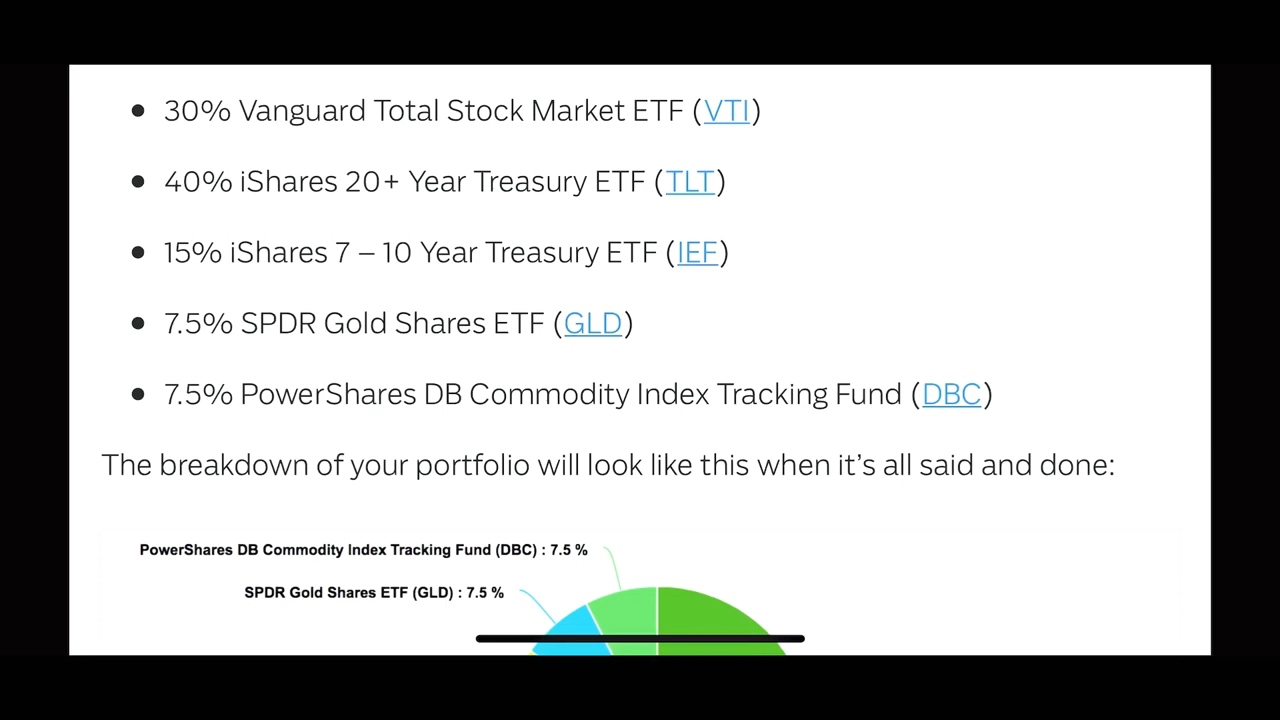 • 30% Vanguard Total Stock Market ETF (VTI)
• 40% iShares 20+ Year Treasury ETF (TLT)
• 15% iShares 7 – 10 Year Treasury ETF (IEF)
• 7.5% SPDR Gold Shares ETF (GLD)
• 7.5% PowerShares DB Commodity Index Tracking Fund (DBC)
The breakdown of your portfolio will look like this when it’s all said and done:
PowerShares DB Commodity Index Tracking Fund (DBC) : 7.5 %
SPDR Gold Shares ETF (GLD) : 7.5 %